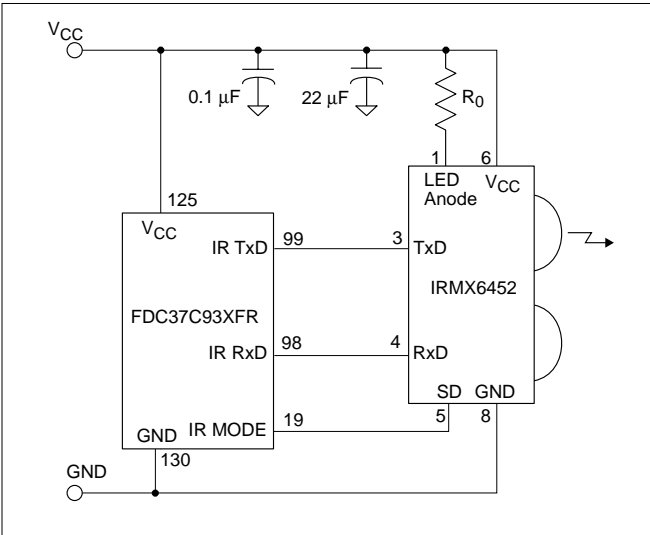 VCC
0.1 μF
22 μF
R0
1
6
LED
Anode
VCC
125
VCC
IR TxD
99
3
TxD
IRMX6452
FDC37C93XFR
IR RxD
98
4
RxD
SD
GND
IR MODE
19
5
8
GND
130
GND